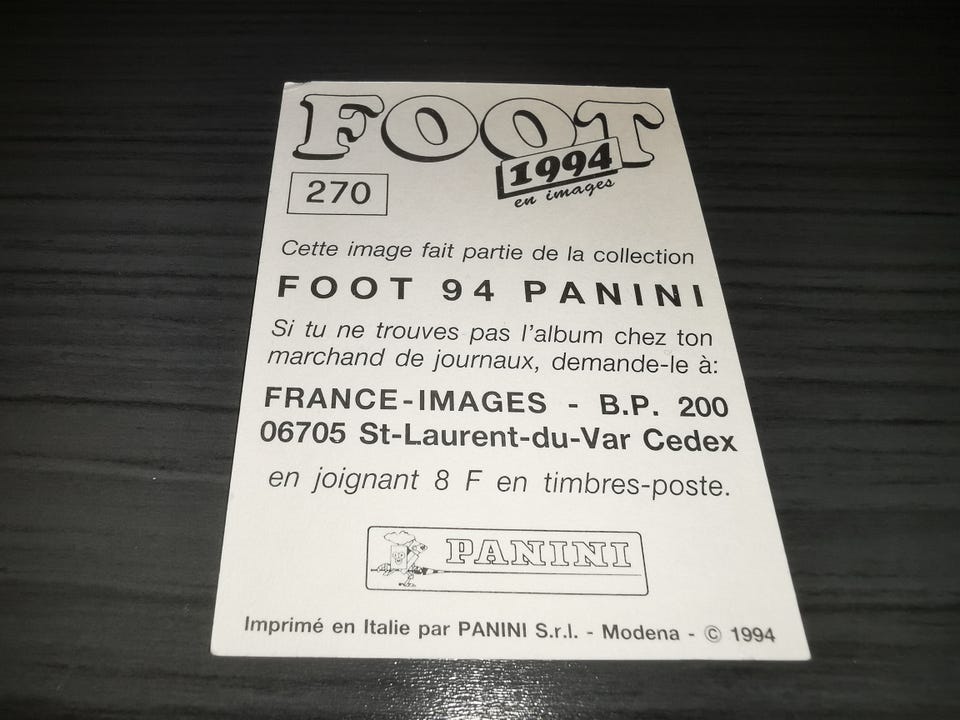 FOOT
1994
en images
270
Cette image fait partie de la collection
FOOT 94 PANINI
Si tu ne trouves pas l'album chez ton
marchand de journaux, demande-le à:
FRANCE-IMAGES - B.P. 200
06705 St-Laurent-du-Var Cedex
en joignant 8 F en timbres-poste.
PANINI
Imprimé en Italie par PANINI S.r.l. - Modena - © 1994